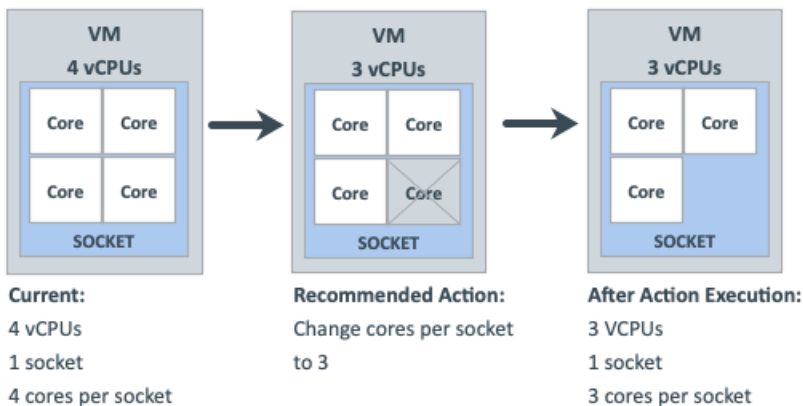 VM
4 vCPUs
Core Core
Core Core
SOCKET
Current:
4 vCPUs
1 socket
4 cores per socket
VM
3 vCPUs
Core Core
Core Core
SOCKET
Recommended Action:
Change cores per socket
to 3
VM
3 vCPUs
Core Core
Core
SOCKET
After Action Execution:
3 VCPUs
1 socket
3 cores per socket